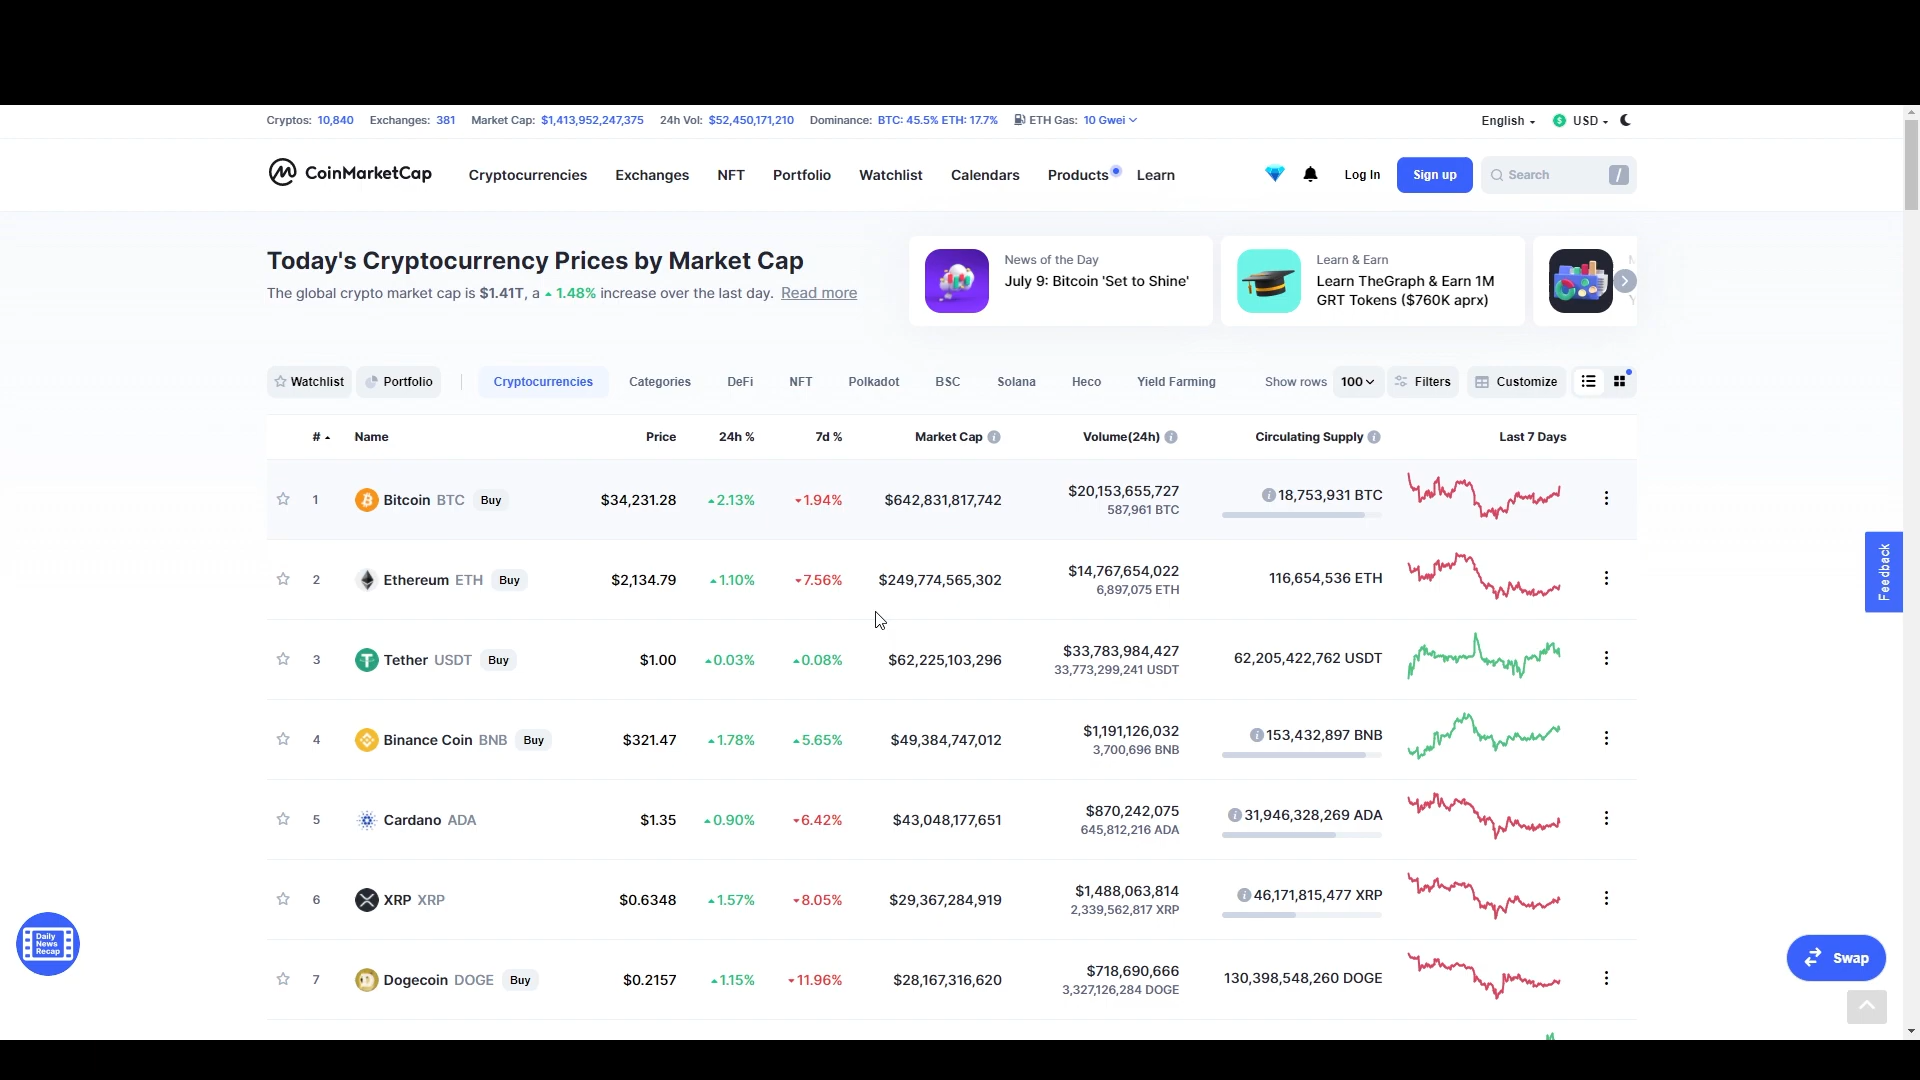 Cryptos: 10,840 Exchanges: 381 Market Cap: $1,413,952,247,375 24h Vol: $52,450,171,210 Dominance: BTC: 45.5% ETH: 17.7% ETH Gas: 10 Gwei English USD
CoinMarketCap Cryptocurrencies Exchanges NFT Portfolio Watchlist Calendars Products Learn Log In Sign up Search /
Today's Cryptocurrency Prices by Market Cap
The global crypto market cap is $1.41T, a 1.48% increase over the last day. Read more
News of the Day
July 9: Bitcoin 'Set to Shine'
Learn & Earn
Learn TheGraph & Earn 1M
GRT Tokens ($760K aprx)
Watchlist Portfolio Cryptocurrencies Categories DeFi NFT Polkadot BSC Solana Heco Yield Farming Show rows 100 Filters Customize
# Name Price 24h % 7d % Market Cap Volume(24h) Circulating Supply Last 7 Days
1 Bitcoin BTC Buy $34,231.28 2.13% 1.94% $642,831,817,742 $20,153,655,727 18,753,931 BTC
587,961 BTC
2 Ethereum ETH Buy $2,134.79 1.10% 7.56% $249,774,565,302 $14,767,654,022 116,654,536 ETH
6,897,075 ETH
3 Tether USDT Buy $1.00 0.03% 0.08% $62,225,103,296 $33,783,984,427 62,205,422,762 USDT
33,773,299,241 USDT
4 Binance Coin BNB Buy $321.47 1.78% 5.65% $49,384,747,012 $1,191,126,032 153,432,897 BNB
3,700,696 BNB
5 Cardano ADA $1.35 0.90% 6.42% $43,048,177,651 $870,242,075 31,946,328,269 ADA
645,812,216 ADA
6 XRP XRP $0.6348 1.57% 8.05% $29,367,284,919 $1,488,063,814 46,171,815,477 XRP
2,339,562,817 XRP
7 Dogecoin DOGE Buy $0.2157 1.15% 11.96% $28,167,316,620 $718,690,666 130,398,548,260 DOGE
3,327,126,284 DOGE
Feedback
Daily
News
Recap
Swap